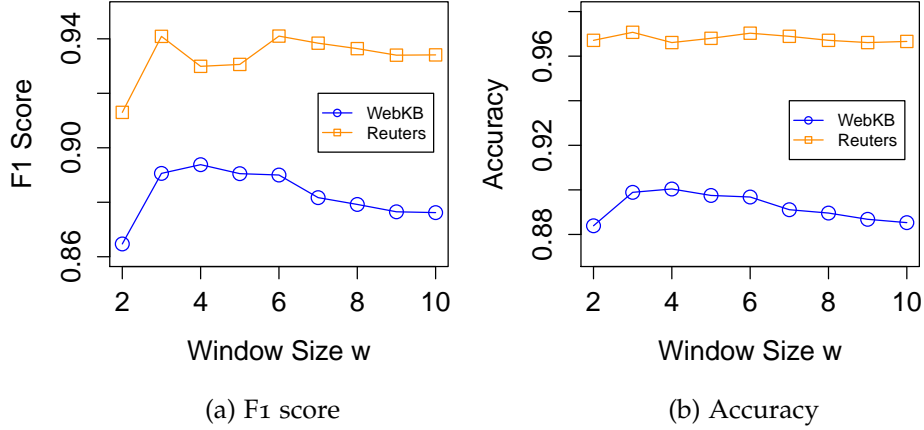 F1 Score
0.94
0.90
0.86
WebKB
Reuters
2 4 6 8 10
Window Size w
(a) F1 score
Accuracy
0.96
0.92
0.88
WebKB
Reuters
2 4 6 8 10
Window Size w
(b) Accuracy